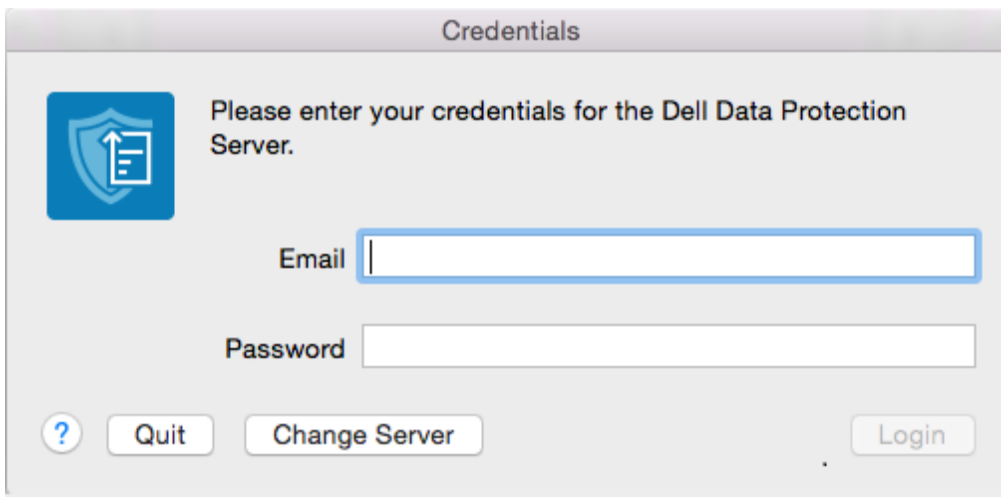 Credentials
Please enter your credentials for the Dell Data Protection
Server.
Email
Password
? Quit Change Server Login